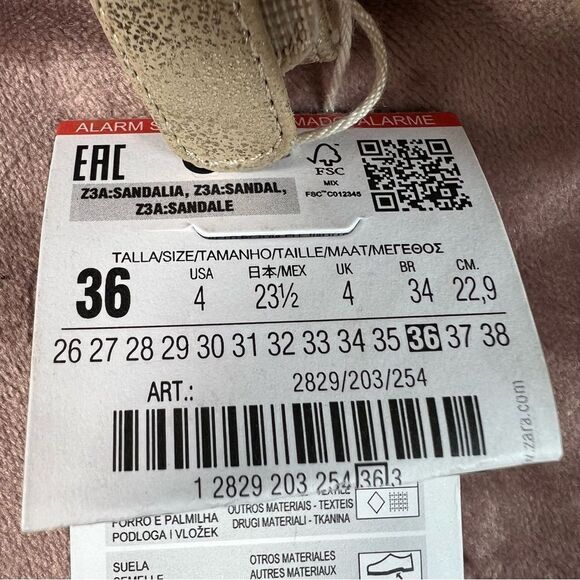 ALARM S MADO ALARME
EAC
FSC
MIX
FSC™ C012345
Z3A:SANDALIA, Z3A:SANDAL,
Z3A:SANDALE
TALLA/SIZE/TAMANHO/TAILLE/MAAT/ΜΕΓΕΘΟΣ
USA 日本/MEX UK BR CM.
36 4 23½ 4 34 22,9
26 27 28 29 30 31 32 33 34 35 36 37 38
ART.: 2829/203/254
1 2829 203 254 36 3
.zara.com
FORRO E PALMILHA OUTROS MATERIAIS - TEXTEIS
PODLOGA I VLOŽEK DRUGI MATERIALI - TKANINA
SUELA OTROS MATERIALES
AUTRES MATERIAUX